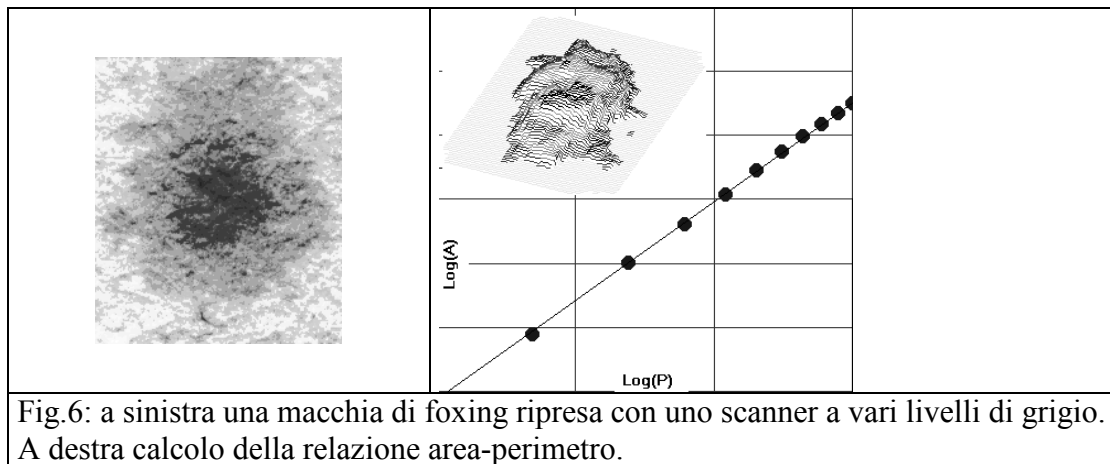 Log(A)
Log(P)
Fig.6: a sinistra una macchia di foxing ripresa con uno scanner a vari livelli di grigio.
A destra calcolo della relazione area-perimetro.